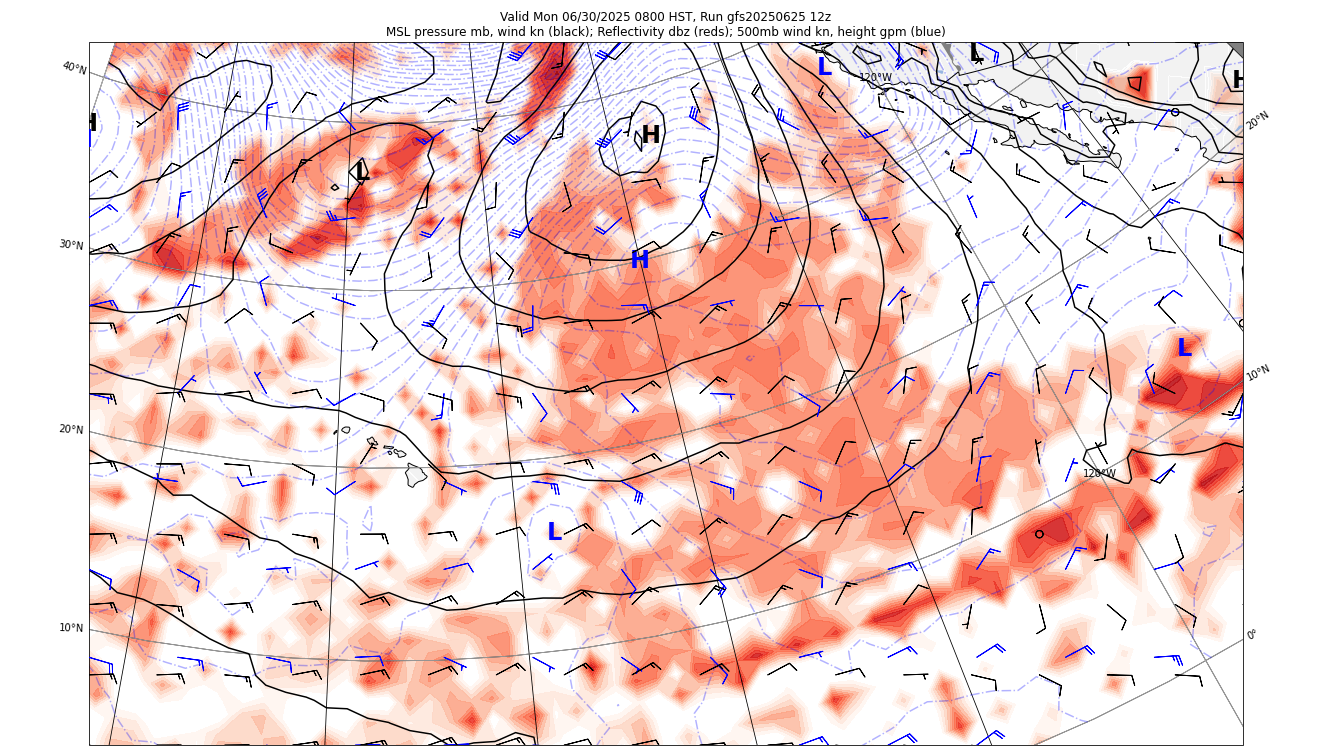 Valid Mon 06/30/2025 0800 HST, Run gfs20250625 12z
MSL pressure mb, wind kn (black); Reflectivity dbz (reds); 500mb wind kn, height gpm (blue)
L
L
120°W
H
40°N
H
H
20°N
L
30°N
H
L
10°N
20°N
120°W
L
10°N
0°